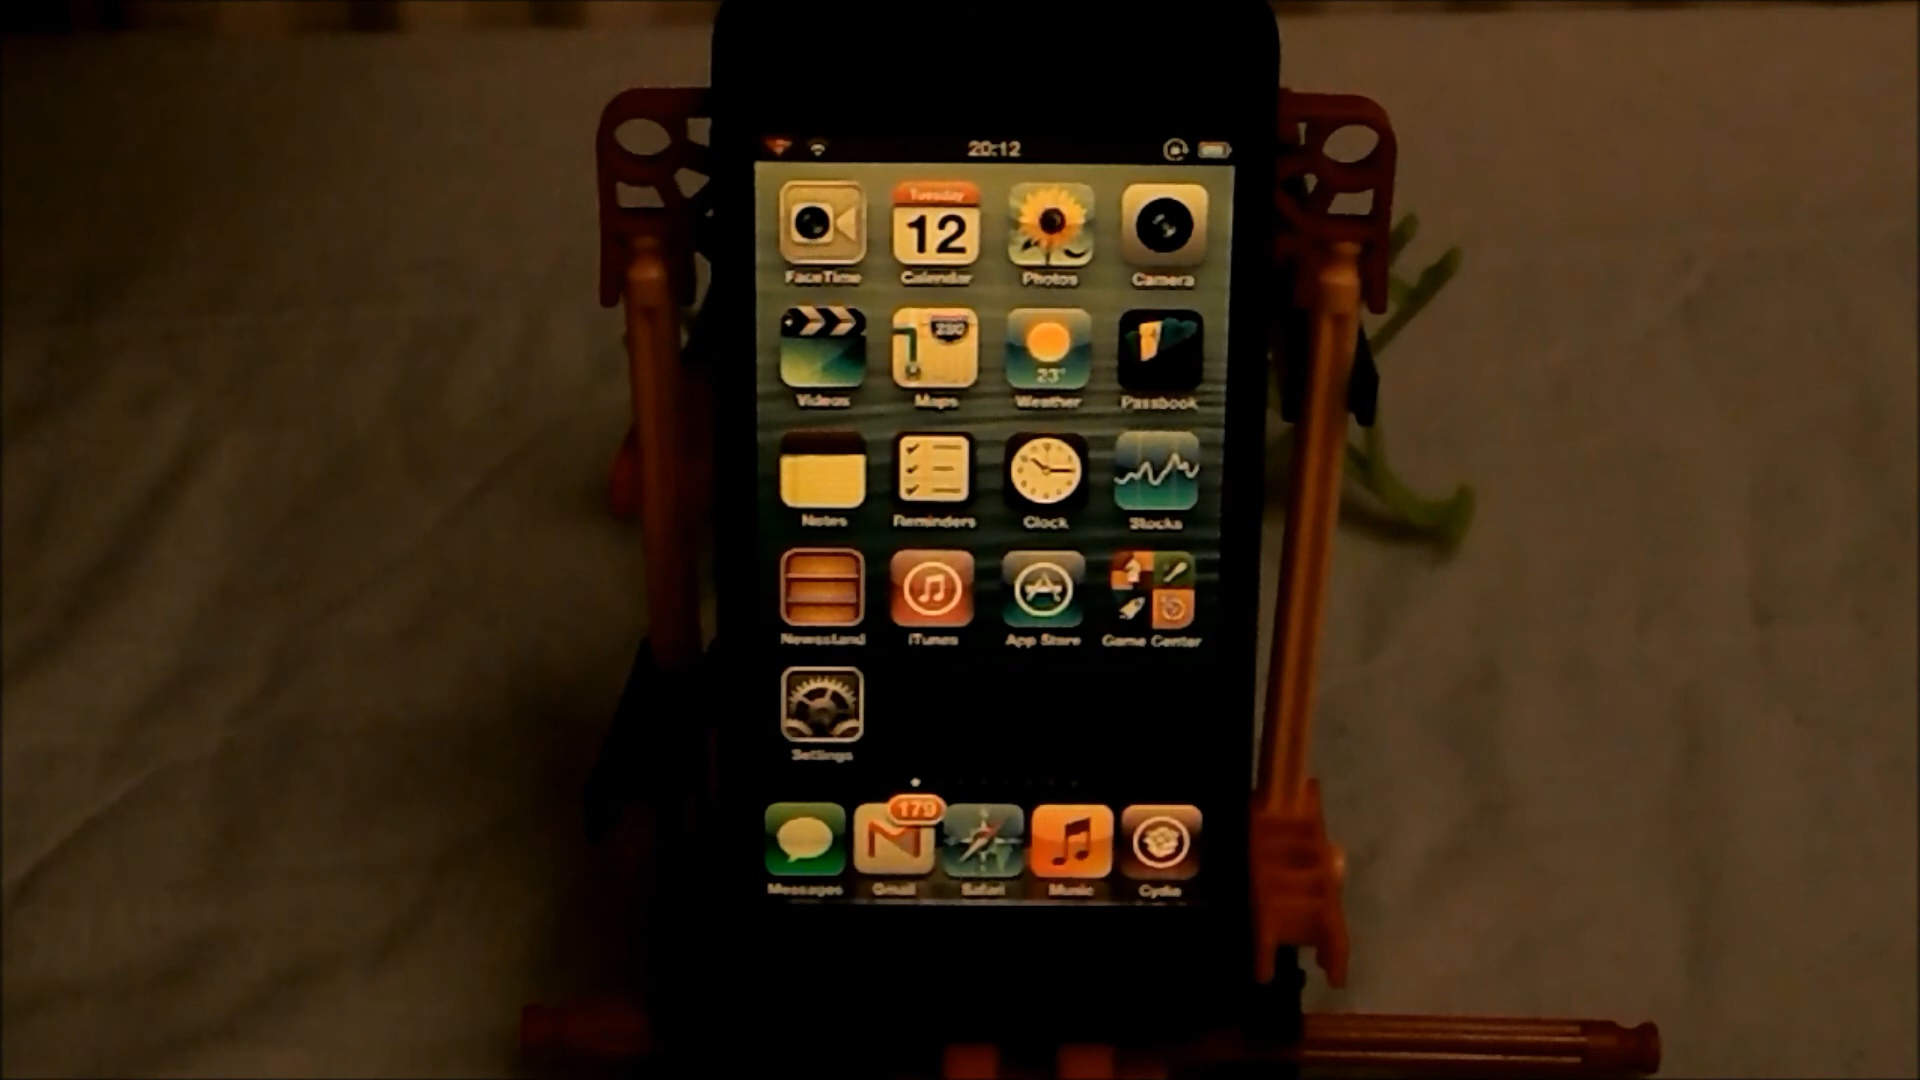 20:12
Tuesday
12
FaceTime Calendar Photos Camera
280
23°
Videos Maps Weather Passbook
Notes Reminders Clock Stocks
Newsstand iTunes App Store Game Center
Settings
179
Messages Gmail Safari Music Cydia